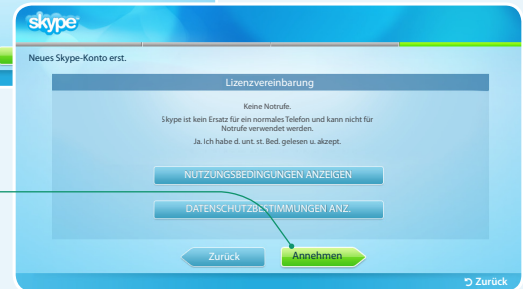 skype
Neues Skype-Konto erst.
Lizenzvereinbarung
Keine Notrufe.
Skype ist kein Ersatz für ein normales Telefon und kann nicht für
Notrufe verwendet werden.
Ja. Ich habe d. unt. st. Bed. gelesen u. akzept.
NUTZUNGSBEDINGUNGEN ANZEIGEN
DATENSCHUTZBESTIMMUNGEN ANZ.
Zurück
Annehmen
Zurück